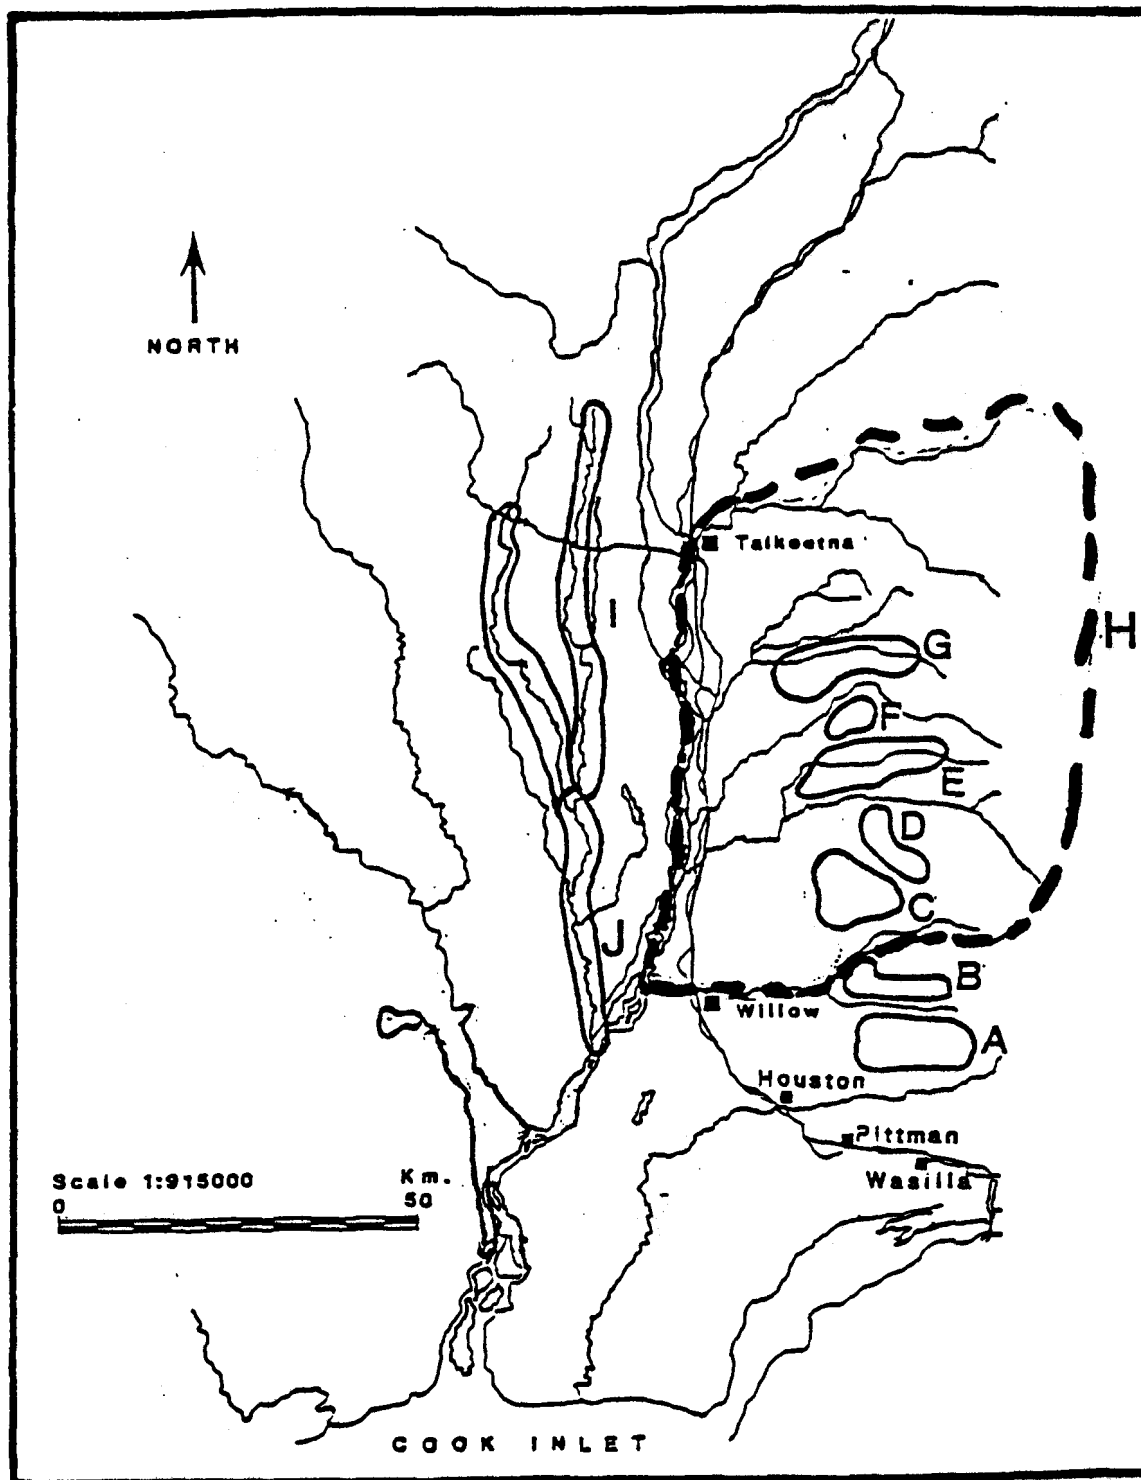 NORTH
Talkeetna
H
G
I
F
E
D
C
J
B
Willow
A
Houston
Pittman
Scale 1:915000
Km.
Wasilla
0
50
COOK INLET